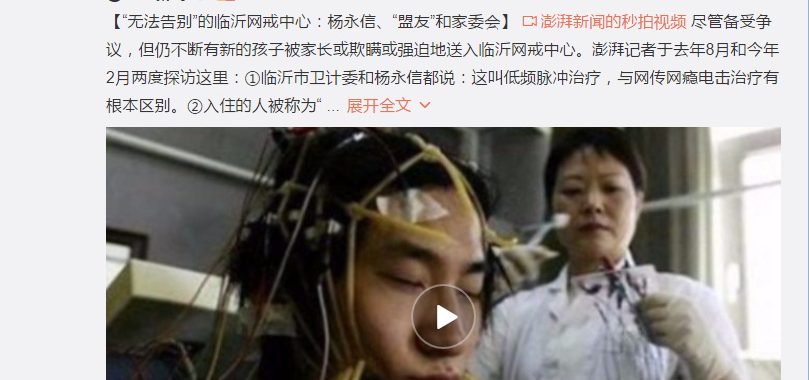 【“无法告别”的临沂网戒中心：杨永信、“盟友”和家委会】 澎湃新闻的秒拍视频 尽管备受争
议，但仍不断有新的孩子被家长或欺瞒或强迫地送入临沂网戒中心。澎湃记者于去年8月和今年
2月两度探访这里：①临沂市卫计委和杨永信都说：这叫低频脉冲治疗，与网传网瘾电击治疗有
根本区别。②入住的人被称为“ ... 展开全文